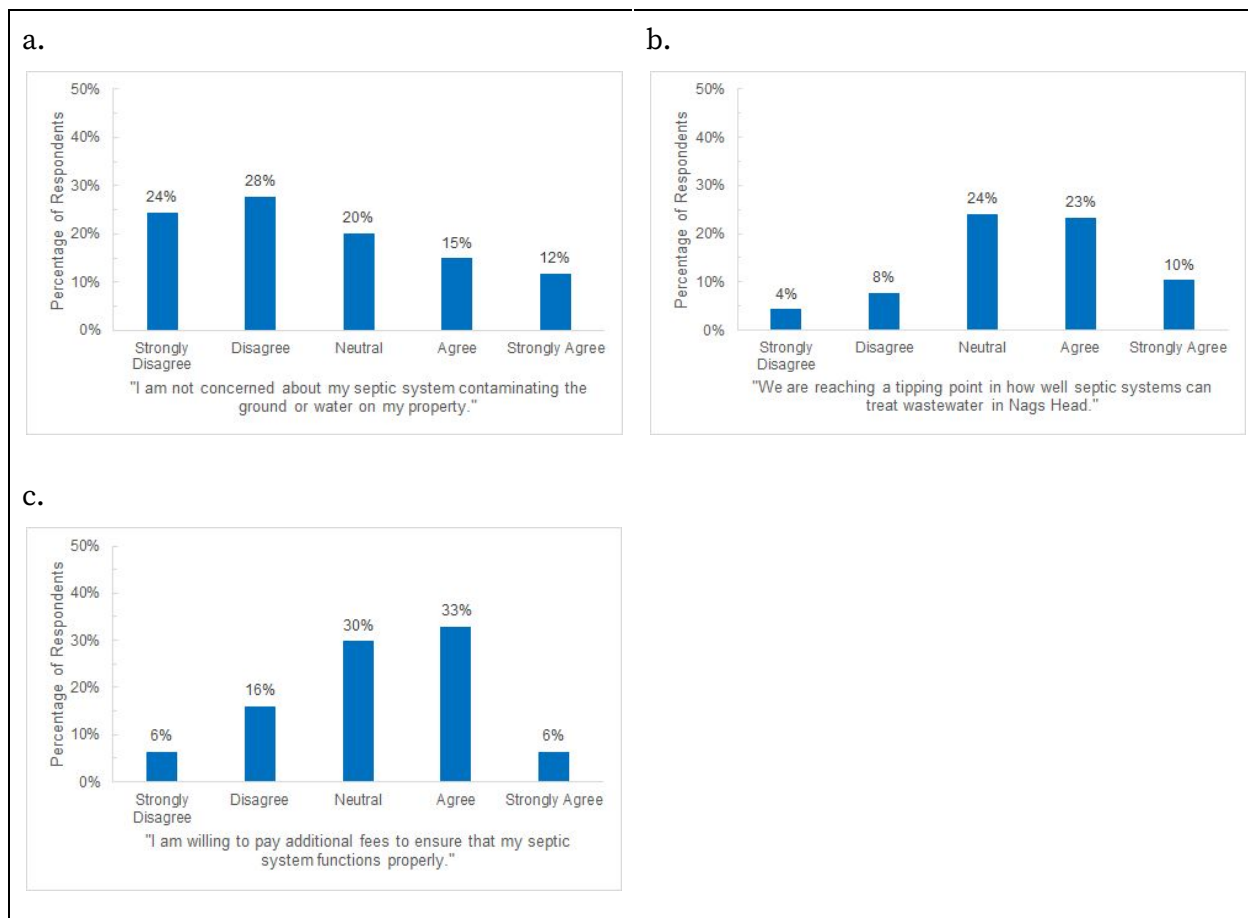 a.
50%
40%
30%
20%
10%
0%
Percentage of Respondents
24%
28%
20%
15%
12%
Strongly Disagree
Disagree
Neutral
Agree
Strongly Agree
"I am not concerned about my septic system contaminating the
ground or water on my property."
b.
50%
40%
30%
20%
10%
0%
Percentage of Respondents
4%
8%
24%
23%
10%
Strongly Disagree
Disagree
Neutral
Agree
Strongly Agree
"We are reaching a tipping point in how well septic systems can
treat wastewater in Nags Head."
c.
50%
40%
30%
20%
10%
0%
Percentage of Respondents
6%
16%
30%
33%
6%
Strongly Disagree
Disagree
Neutral
Agree
Strongly Agree
"I am willing to pay additional fees to ensure that my septic
system functions properly."